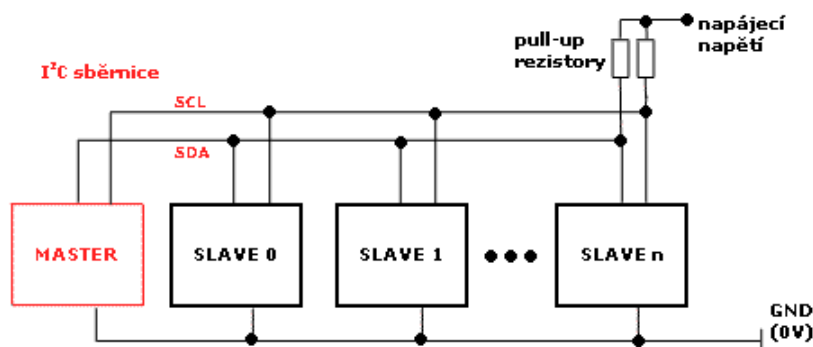 I²C sběrnice
pull-up
rezistory
napájecí
napětí
SCL
SDA
MASTER
SLAVE 0
SLAVE 1
SLAVE n
GND
(0V)